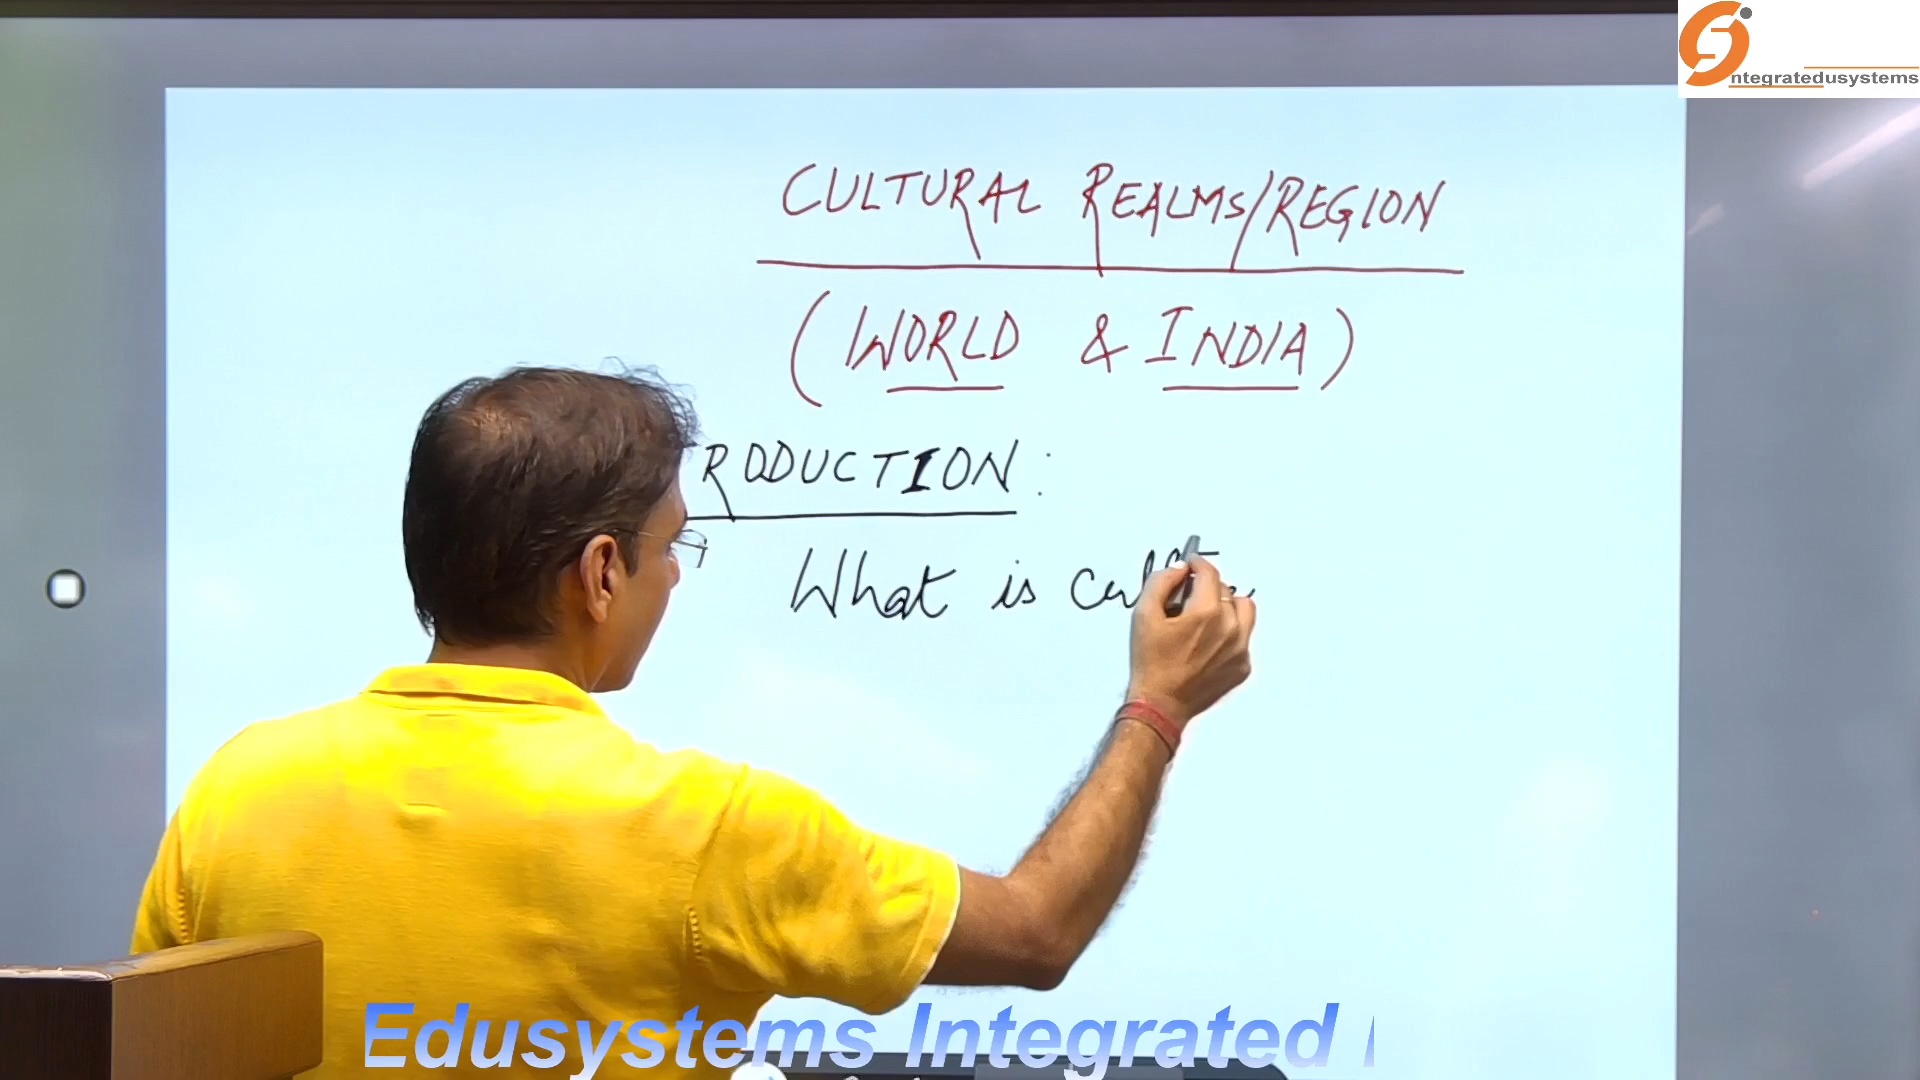 ntegratedusystems
CULTURAL REALMS/REGION
(WORLD & INDIA)
RODUCTION:
What is
Edusystems Integrated